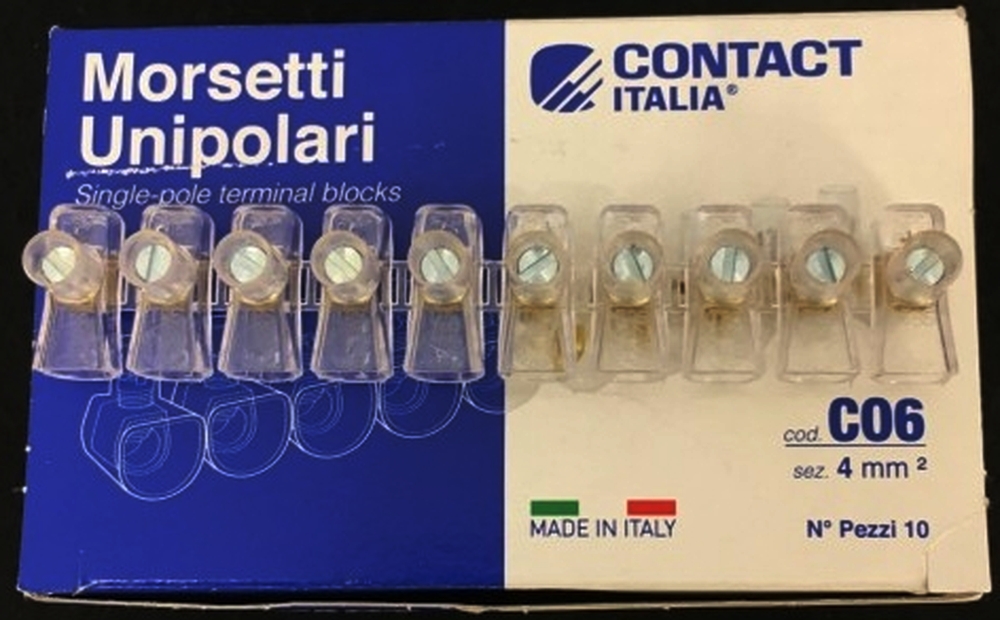 Morsetti
Unipolari
Single-pole terminal blocks
CONTACT
ITALIA®
cod. C06
sez. 4 mm ²
MADE IN ITALY
N° Pezzi 10